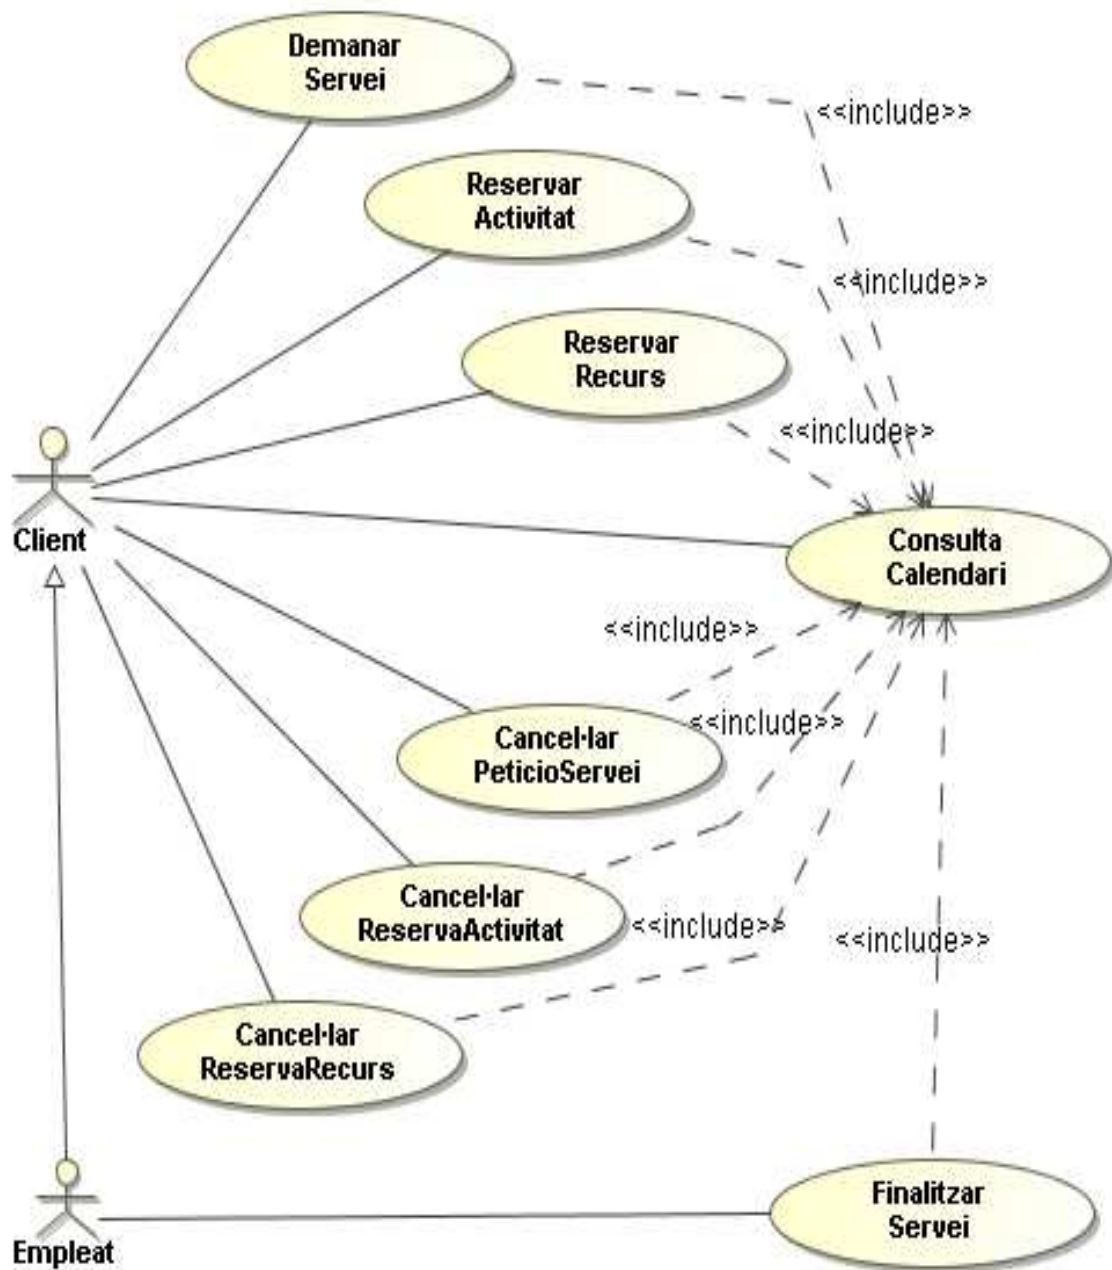 Demanar
Servei
<<include>>
Reservar
Activitat
<<include>>
Reservar
Recurs
<<include>>
Client
Consulta
Calendari
<<include>>
<<include>>
Cancel·lar
PeticioServei
Cancel·lar
ReservaActivitat
<<include>>
<<include>>
Cancel·lar
ReservaRecurs
Finalitzar
Servei
Empleat